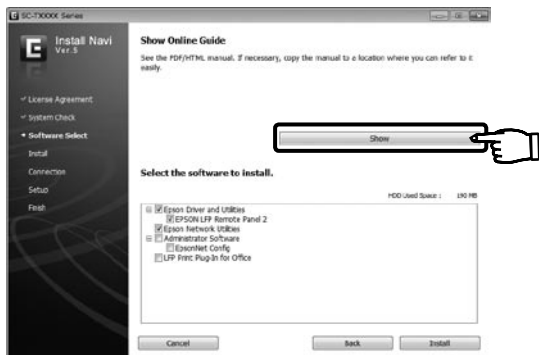 SC-TXXXX Series
E
Install Navi
Ver.5
License Agreement
System Check
Software Select
Install
Connection
Setup
Finish
Show Online Guide
See the PDF/HTML manual. If necessary, copy the manual to a location where you can refer to it
easily.
Show
Select the software to install.
HDD Used Space : 190 MB
Epson Driver and Utilities
EPSON LFP Remote Panel 2
Epson Network Utilities
Administrator Software
EpsonNet Config
LFP Print Plug-In for Office
Cancel
Back
Install